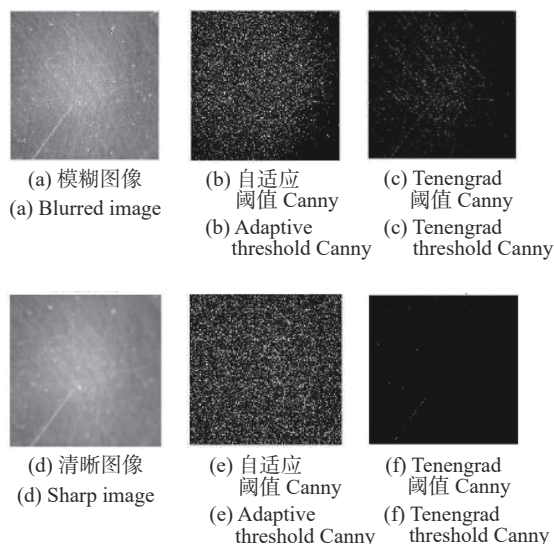 (a) 模糊图像
(a) Blurred image
(b) 自适应
阈值 Canny
(b) Adaptive
threshold Canny
(c) Tenengrad
阈值 Canny
(c) Tenengrad
threshold Canny
(d) 清晰图像
(d) Sharp image
(e) 自适应
阈值 Canny
(e) Adaptive
threshold Canny
(f) Tenengrad
阈值 Canny
(f) Tenengrad
threshold Canny